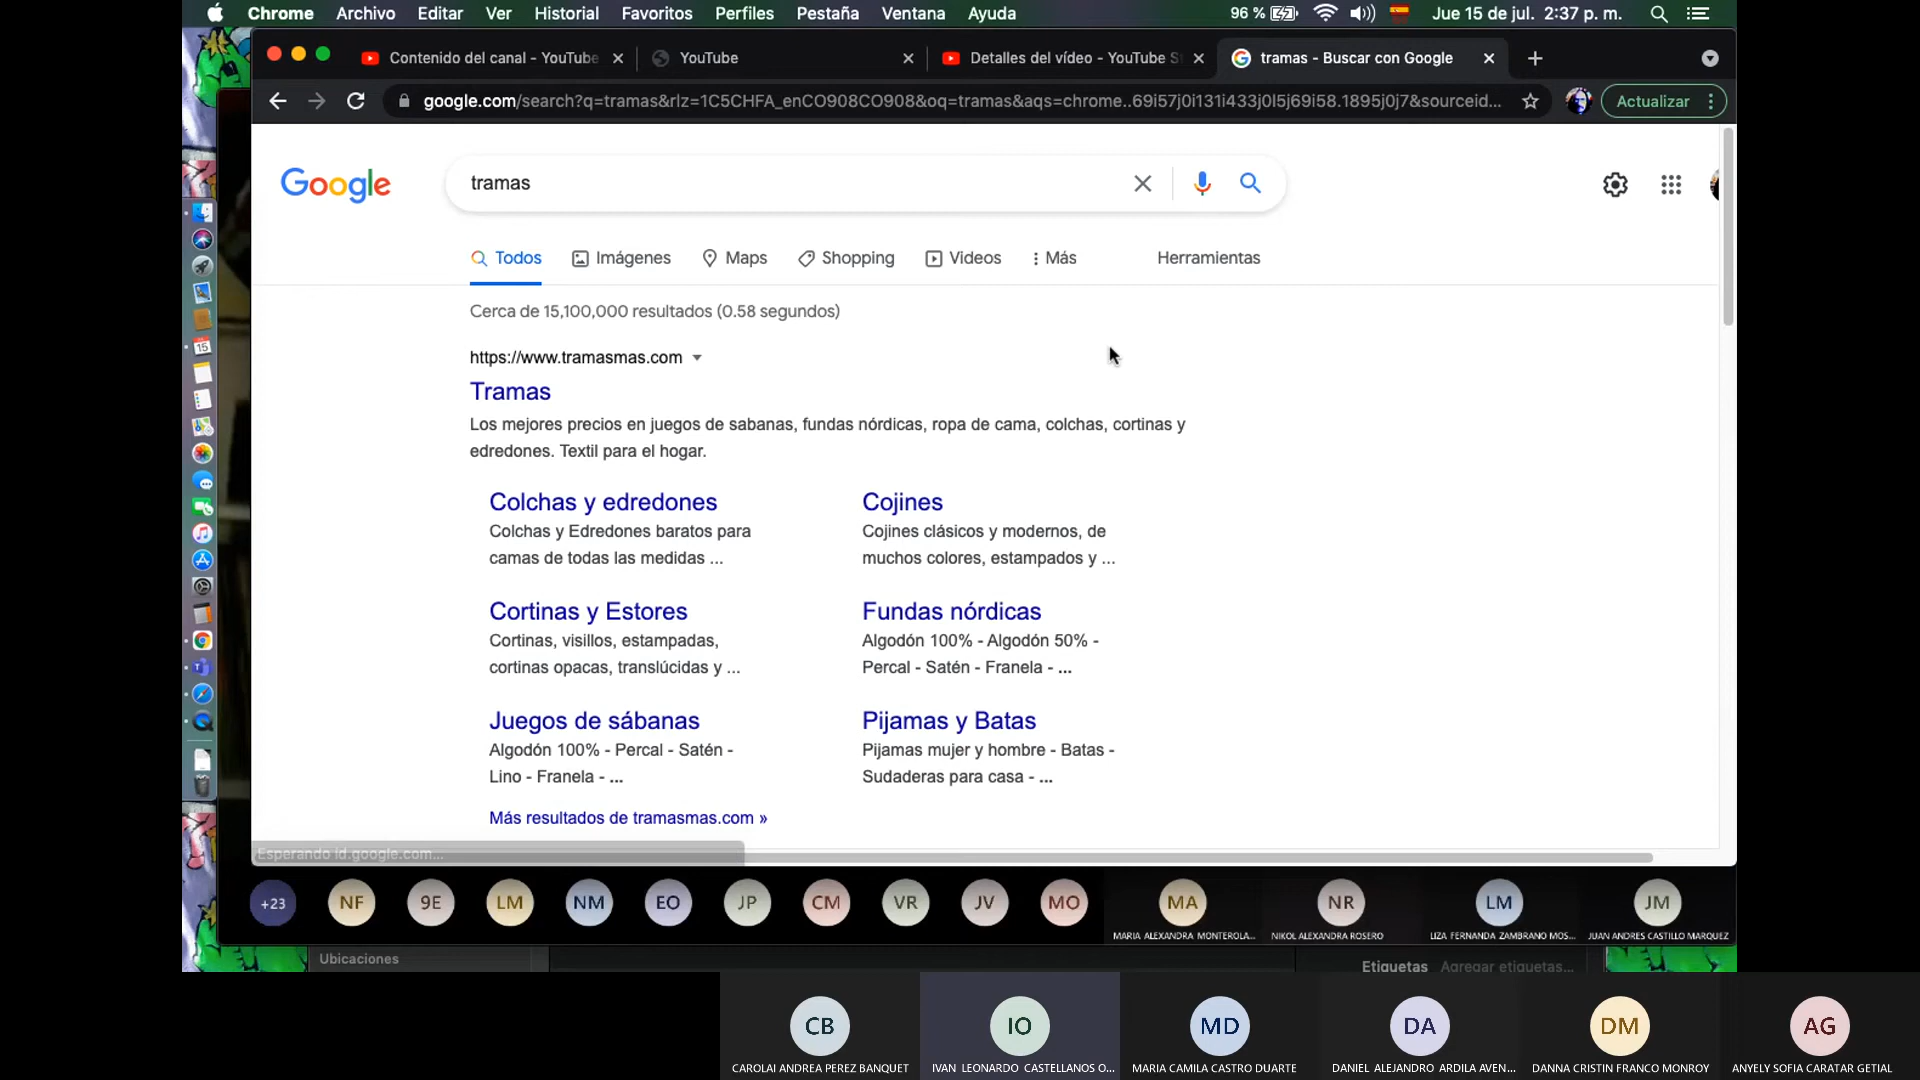 Chrome Archivo Editar Ver Historial Favoritos Perfiles Pestaña Ventana Ayuda 96 % Jue 15 de jul. 2:37 p. m.
Contenido del canal - YouTube
YouTube
Detalles del vídeo - YouTube S
tramas - Buscar con Google
google.com/search?q=tramas&rlz=1C5CHFA_enCO908CO908&oq=tramas&aqs=chrome..69i57j0i131i433j0l5j69i58.1895j0j7&sourceid...
Actualizar
Google
tramas
Todos Imágenes Maps Shopping Videos Más Herramientas
Cerca de 15,100,000 resultados (0.58 segundos)
https://www.tramasmas.com
Tramas
Los mejores precios en juegos de sabanas, fundas nórdicas, ropa de cama, colchas, cortinas y
edredones. Textil para el hogar.
Colchas y edredones
Colchas y Edredones baratos para
camas de todas las medidas ...
Cojines
Cojines clásicos y modernos, de
muchos colores, estampados y ...
Cortinas y Estores
Cortinas, visillos, estampadas,
cortinas opacas, translúcidas y ...
Fundas nórdicas
Algodón 100% - Algodón 50% -
Percal - Satén - Franela - ...
Juegos de sábanas
Algodón 100% - Percal - Satén -
Lino - Franela - ...
Pijamas y Batas
Pijamas mujer y hombre - Batas -
Sudaderas para casa - ...
Más resultados de tramasmas.com »
Esperando id.google.com...
+23 NF 9E LM NM EO JP CM VR JV MO MA NR LM JM
MARIA ALEXANDRA MONTEROLA... NIKOL ALEXANDRA ROSERO LIZA FERNANDA ZAMBRANO MOS... JUAN ANDRES CASTILLO MARQUEZ
Ubicaciones
Etiquetas Agregar etiquetas...
CB IO MD DA DM AG
CAROLAI ANDREA PEREZ BANQUET IVAN LEONARDO CASTELLANOS O... MARIA CAMILA CASTRO DUARTE DANIEL ALEJANDRO ARDILA AVEN... DANNA CRISTIN FRANCO MONROY ANYELY SOFIA CARATAR GETIAL